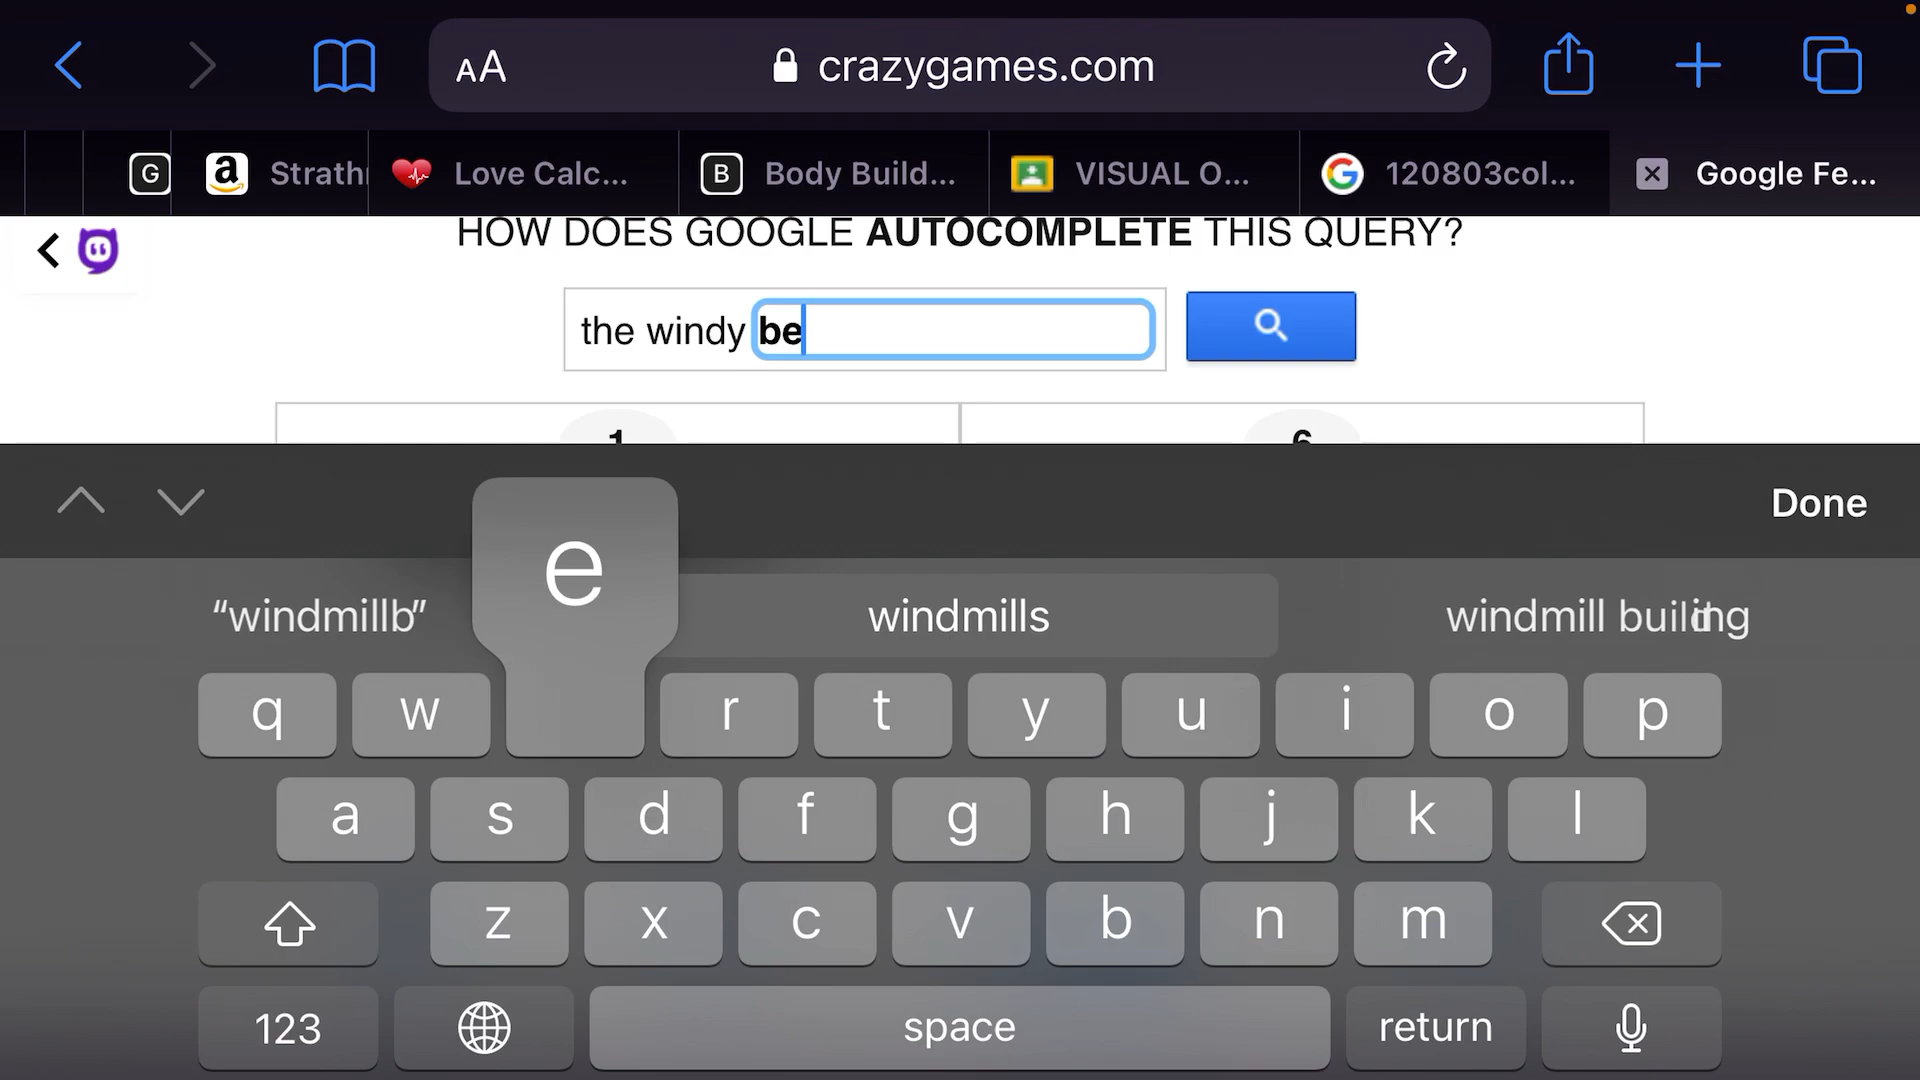 AA crazygames.com
G a Strath Love Calc... B Body Build... VISUAL O... G 120803col... Google Fe...
HOW DOES GOOGLE AUTOCOMPLETE THIS QUERY?
the windy be
1 6
Done
e
“windmillb” windmills windmill
q w r t y u i o p
a s d f g h j k l
z x c v b n m
123 space return